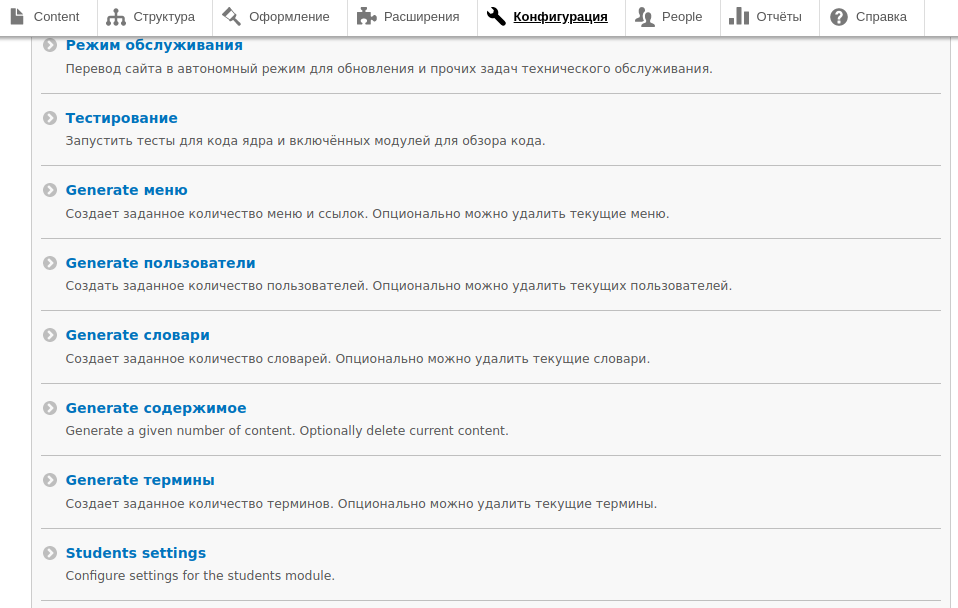 Content Структура Оформление Расширения Конфигурация People Отчёты Справка
Режим обслуживания
Перевод сайта в автономный режим для обновления и прочих задач технического обслуживания.
Тестирование
Запустить тесты для кода ядра и включённых модулей для обзора кода.
Generate меню
Создает заданное количество меню и ссылок. Опционально можно удалить текущие меню.
Generate пользователи
Создать заданное количество пользователей. Опционально можно удалить текущих пользователей.
Generate словари
Создает заданное количество словарей. Опционально можно удалить текущие словари.
Generate содержимое
Generate a given number of content. Optionally delete current content.
Generate термины
Создает заданное количество терминов. Опционально можно удалить текущие термины.
Students settings
Configure settings for the students module.